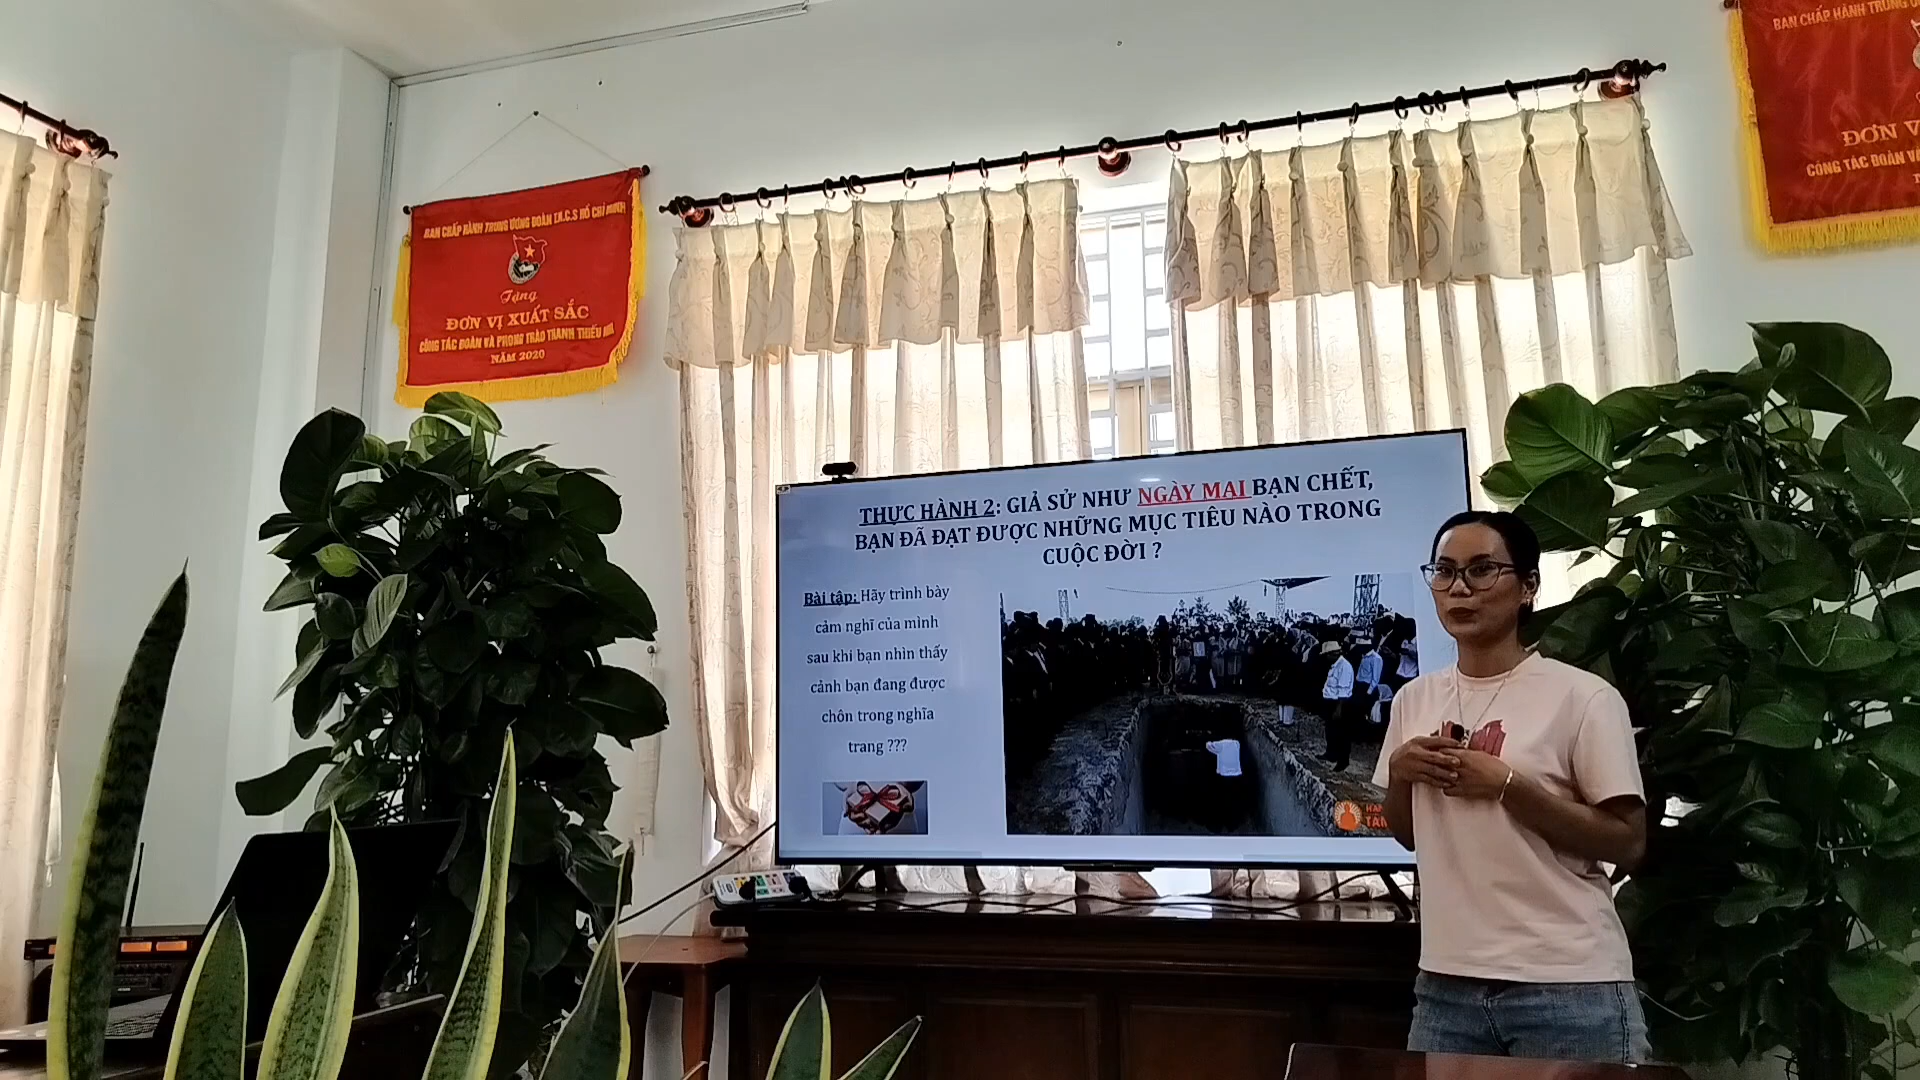 BAN CHẤP HÀNH TRUNG ƯƠNG ĐOÀN T.N.C.S HỒ CHÍ MINH
Tặng
ĐƠN VỊ XUẤT SẮC
CÔNG TÁC ĐOÀN VÀ PHONG TRÀO THANH THIẾU NHI
NĂM 2020
BAN CHẤP HÀNH TRUNG
ĐƠN V
CÔNG TÁC ĐOÀN VÀ
THỰC HÀNH 2: GIẢ SỬ NHƯ NGÀY MAI BẠN CHẾT,
BẠN ĐÃ ĐẠT ĐƯỢC NHỮNG MỤC TIÊU NÀO TRONG
CUỘC ĐỜI ?
Bài tập: Hãy trình bày
cảm nghĩ của mình
sau khi bạn nhìn thấy
cảnh bạn đang được
chôn trong nghĩa
trang ???